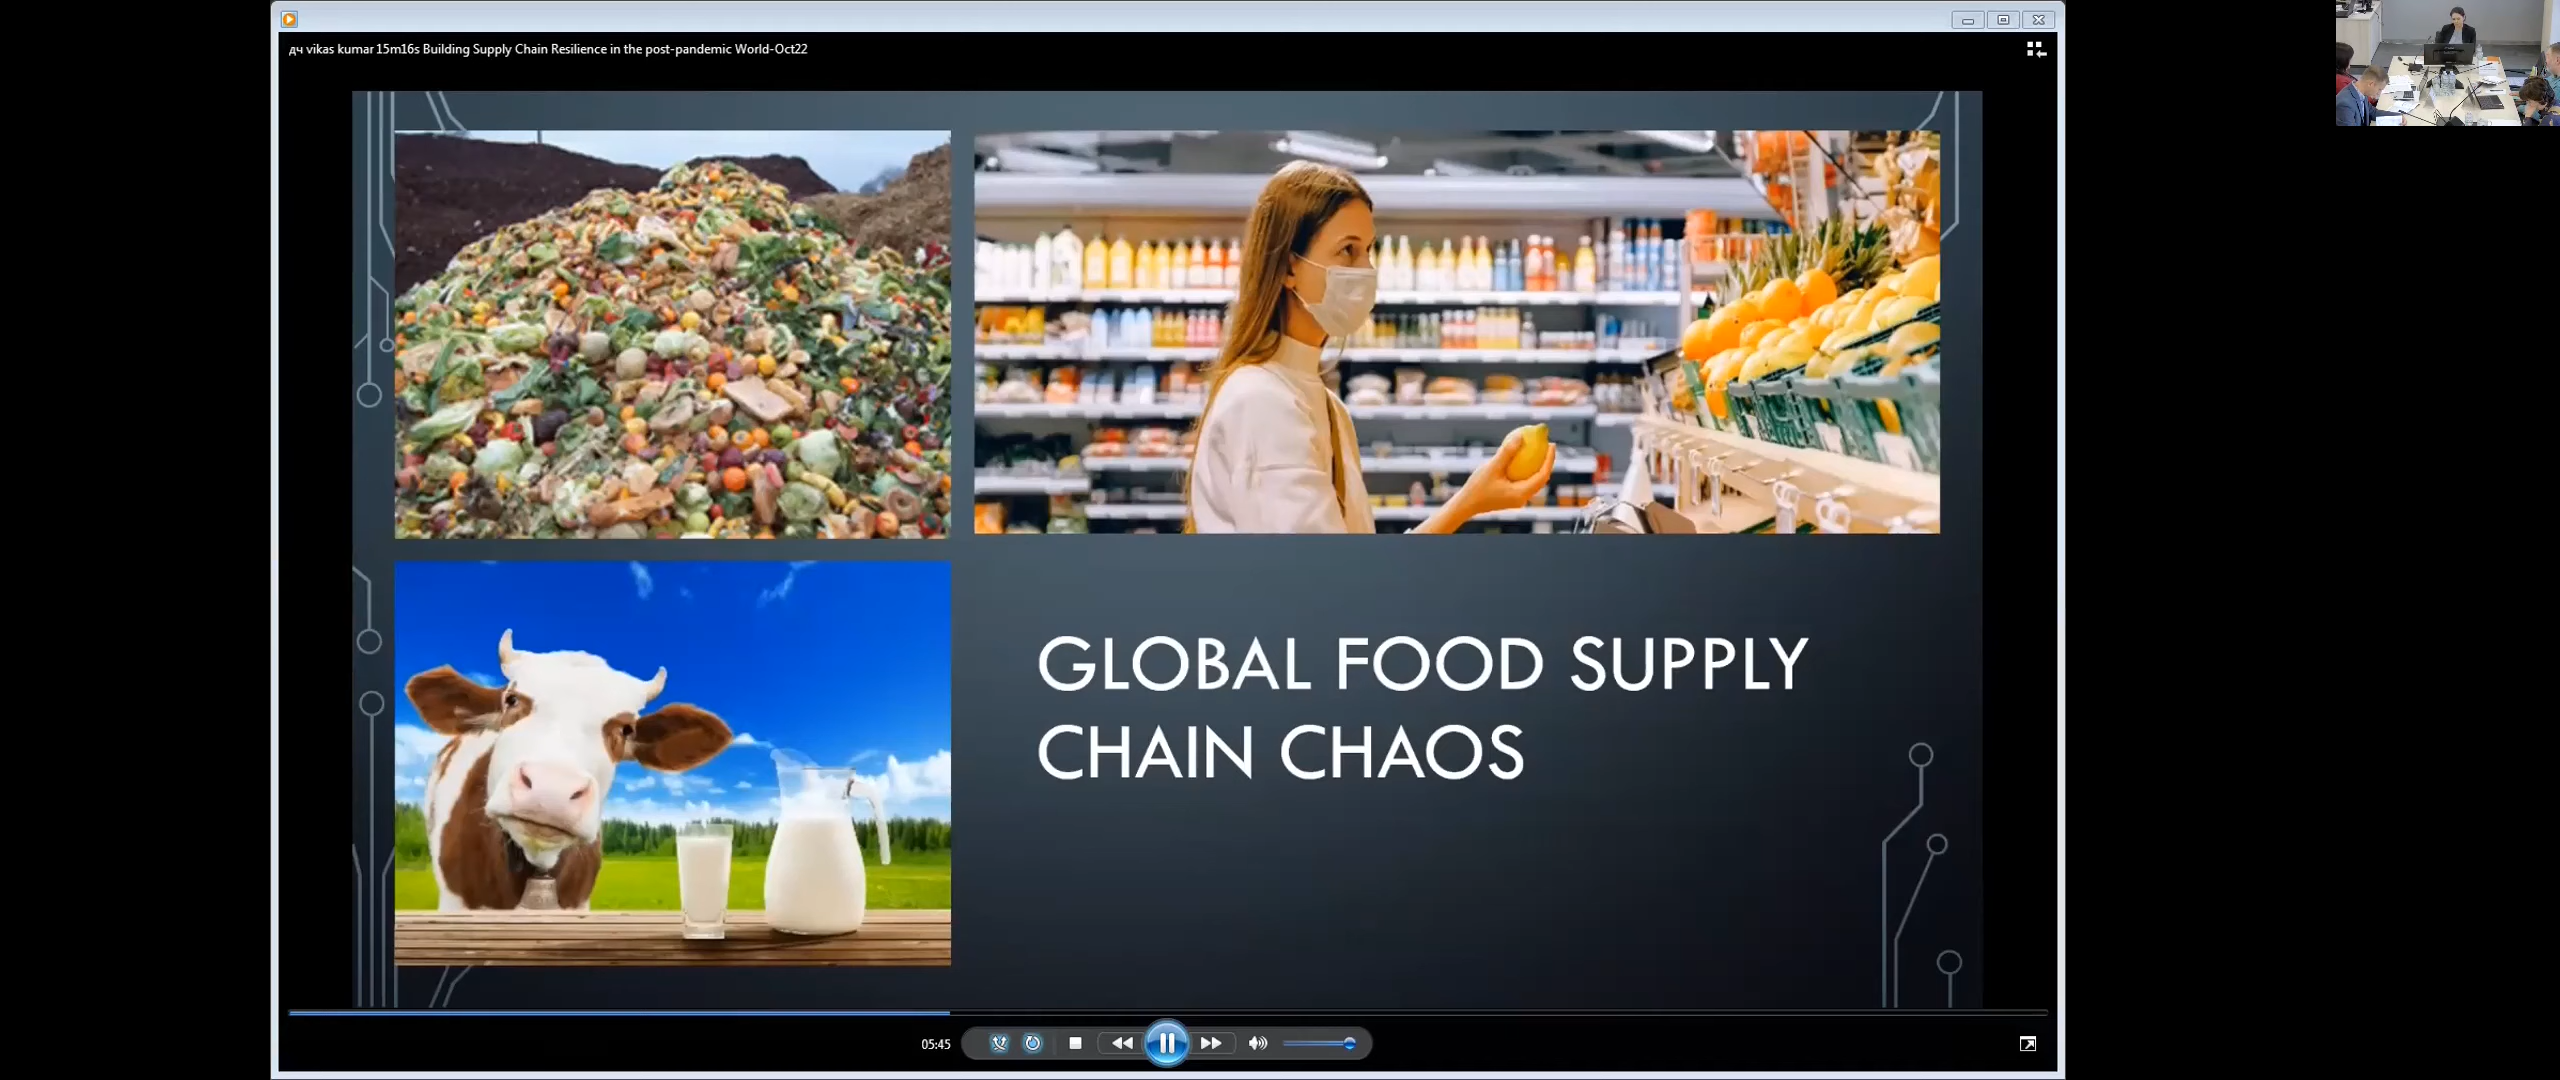 дч vikas kumar 15m16s Building Supply Chain Resilience in the post-pandemic World-Oct22
GLOBAL FOOD SUPPLY
CHAIN CHAOS
05:45